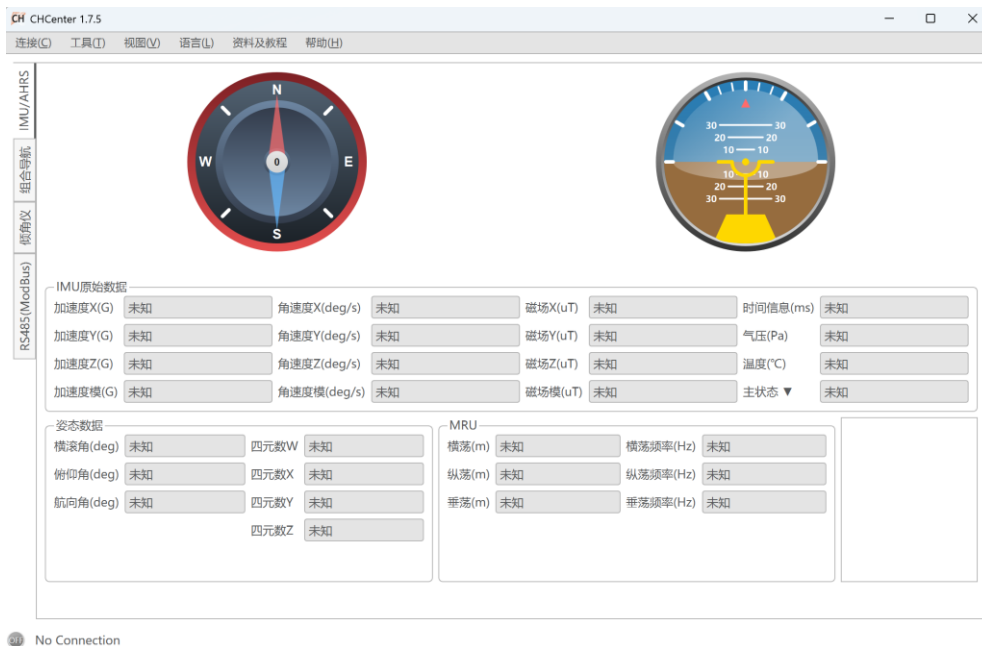 CH CHCenter 1.7.5
连接(C) 工具(T) 视图(V) 语言(L) 资料及教程 帮助(H)
IMU/AHRS
组合导航
倾角仪
RS485(ModBus)
N
W 0 E
S
30 30
20 20
10 10
10 10
20 20
30 30
IMU原始数据
加速度X(G) 未知 角速度X(deg/s) 未知 磁场X(uT) 未知 时间信息(ms) 未知
加速度Y(G) 未知 角速度Y(deg/s) 未知 磁场Y(uT) 未知 气压(Pa) 未知
加速度Z(G) 未知 角速度Z(deg/s) 未知 磁场Z(uT) 未知 温度(℃) 未知
加速度模(G) 未知 角速度模(deg/s) 未知 磁场模(uT) 未知 主状态 ▼ 未知
姿态数据 MRU
横滚角(deg) 未知 四元数W 未知 横荡(m) 未知 横荡频率(Hz) 未知
俯仰角(deg) 未知 四元数X 未知 纵荡(m) 未知 纵荡频率(Hz) 未知
航向角(deg) 未知 四元数Y 未知 垂荡(m) 未知 垂荡频率(Hz) 未知
四元数Z 未知
No Connection